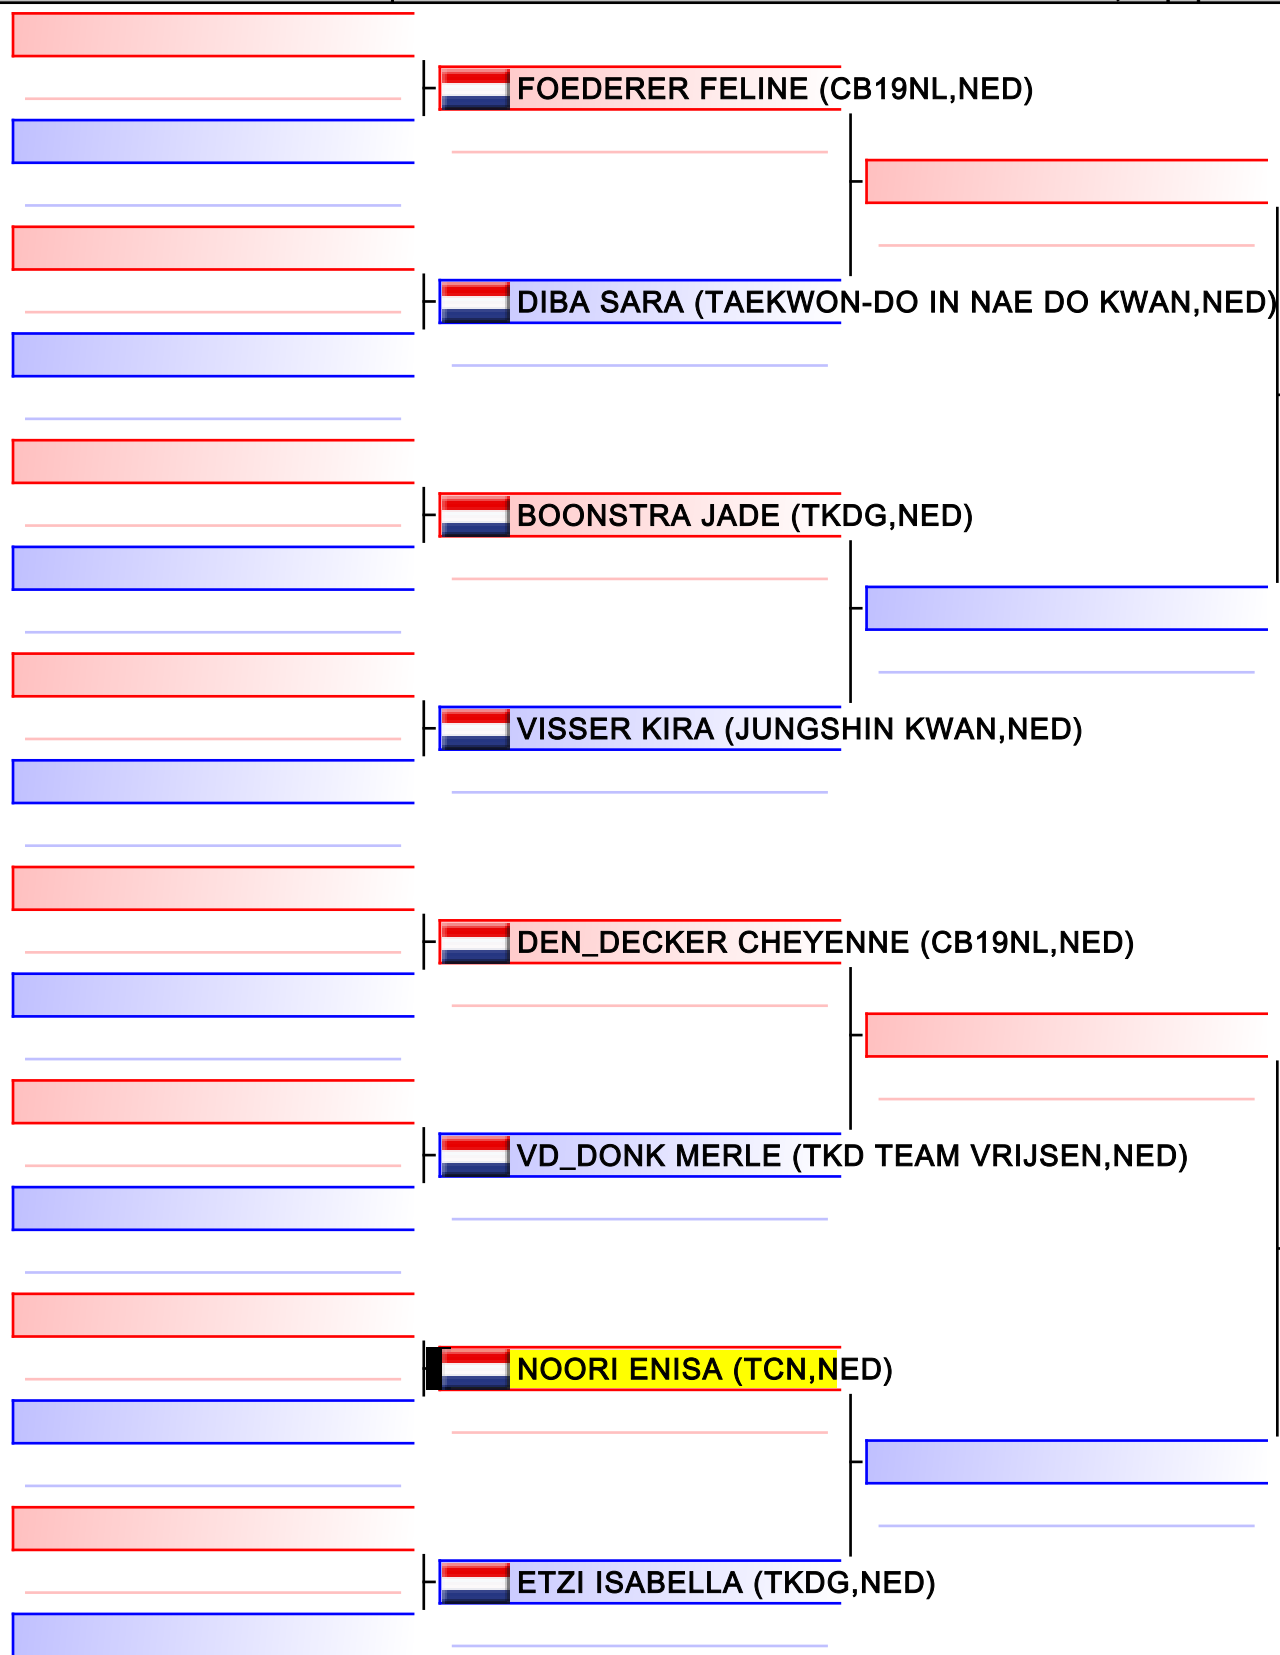 FOEDERER FELINE (CB19NL,NED)
DIBA SARA (TAEKWON-DO IN NAE DO KWAN,NED)
BOONSTRA JADE (TKDG,NED)
VISSER KIRA (JUNGSHIN KWAN,NED)
DEN_DECKER CHEYENNE (CB19NL,NED)
VD_DONK MERLE (TKD TEAM VRIJSEN,NED)
NOORI ENISA (TCN,NED)
ETZI ISABELLA (TKDG,NED)